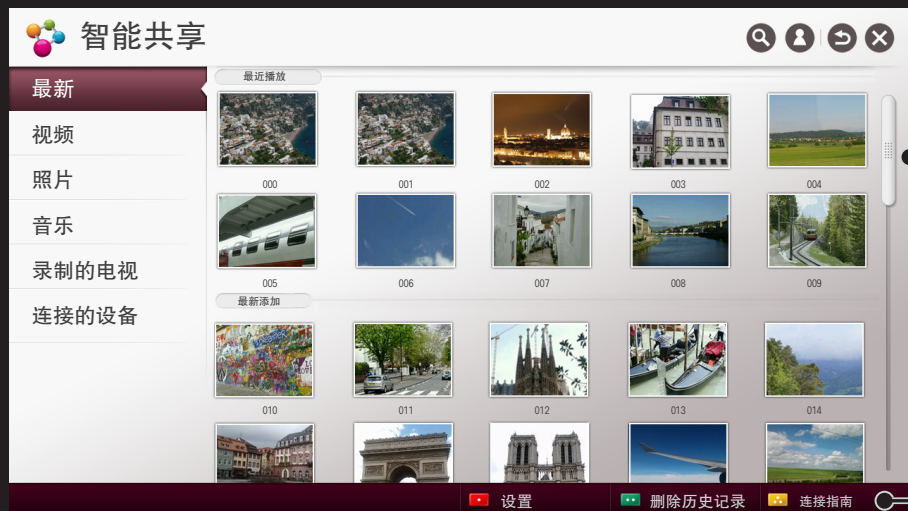 智能共享
最新
视频
照片
音乐
录制的电视
连接的设备
最近播放
000 001 002 003 004
005 006 007 008 009
最新添加
010 011 012 013 014
设置 删除历史记录 连接指南